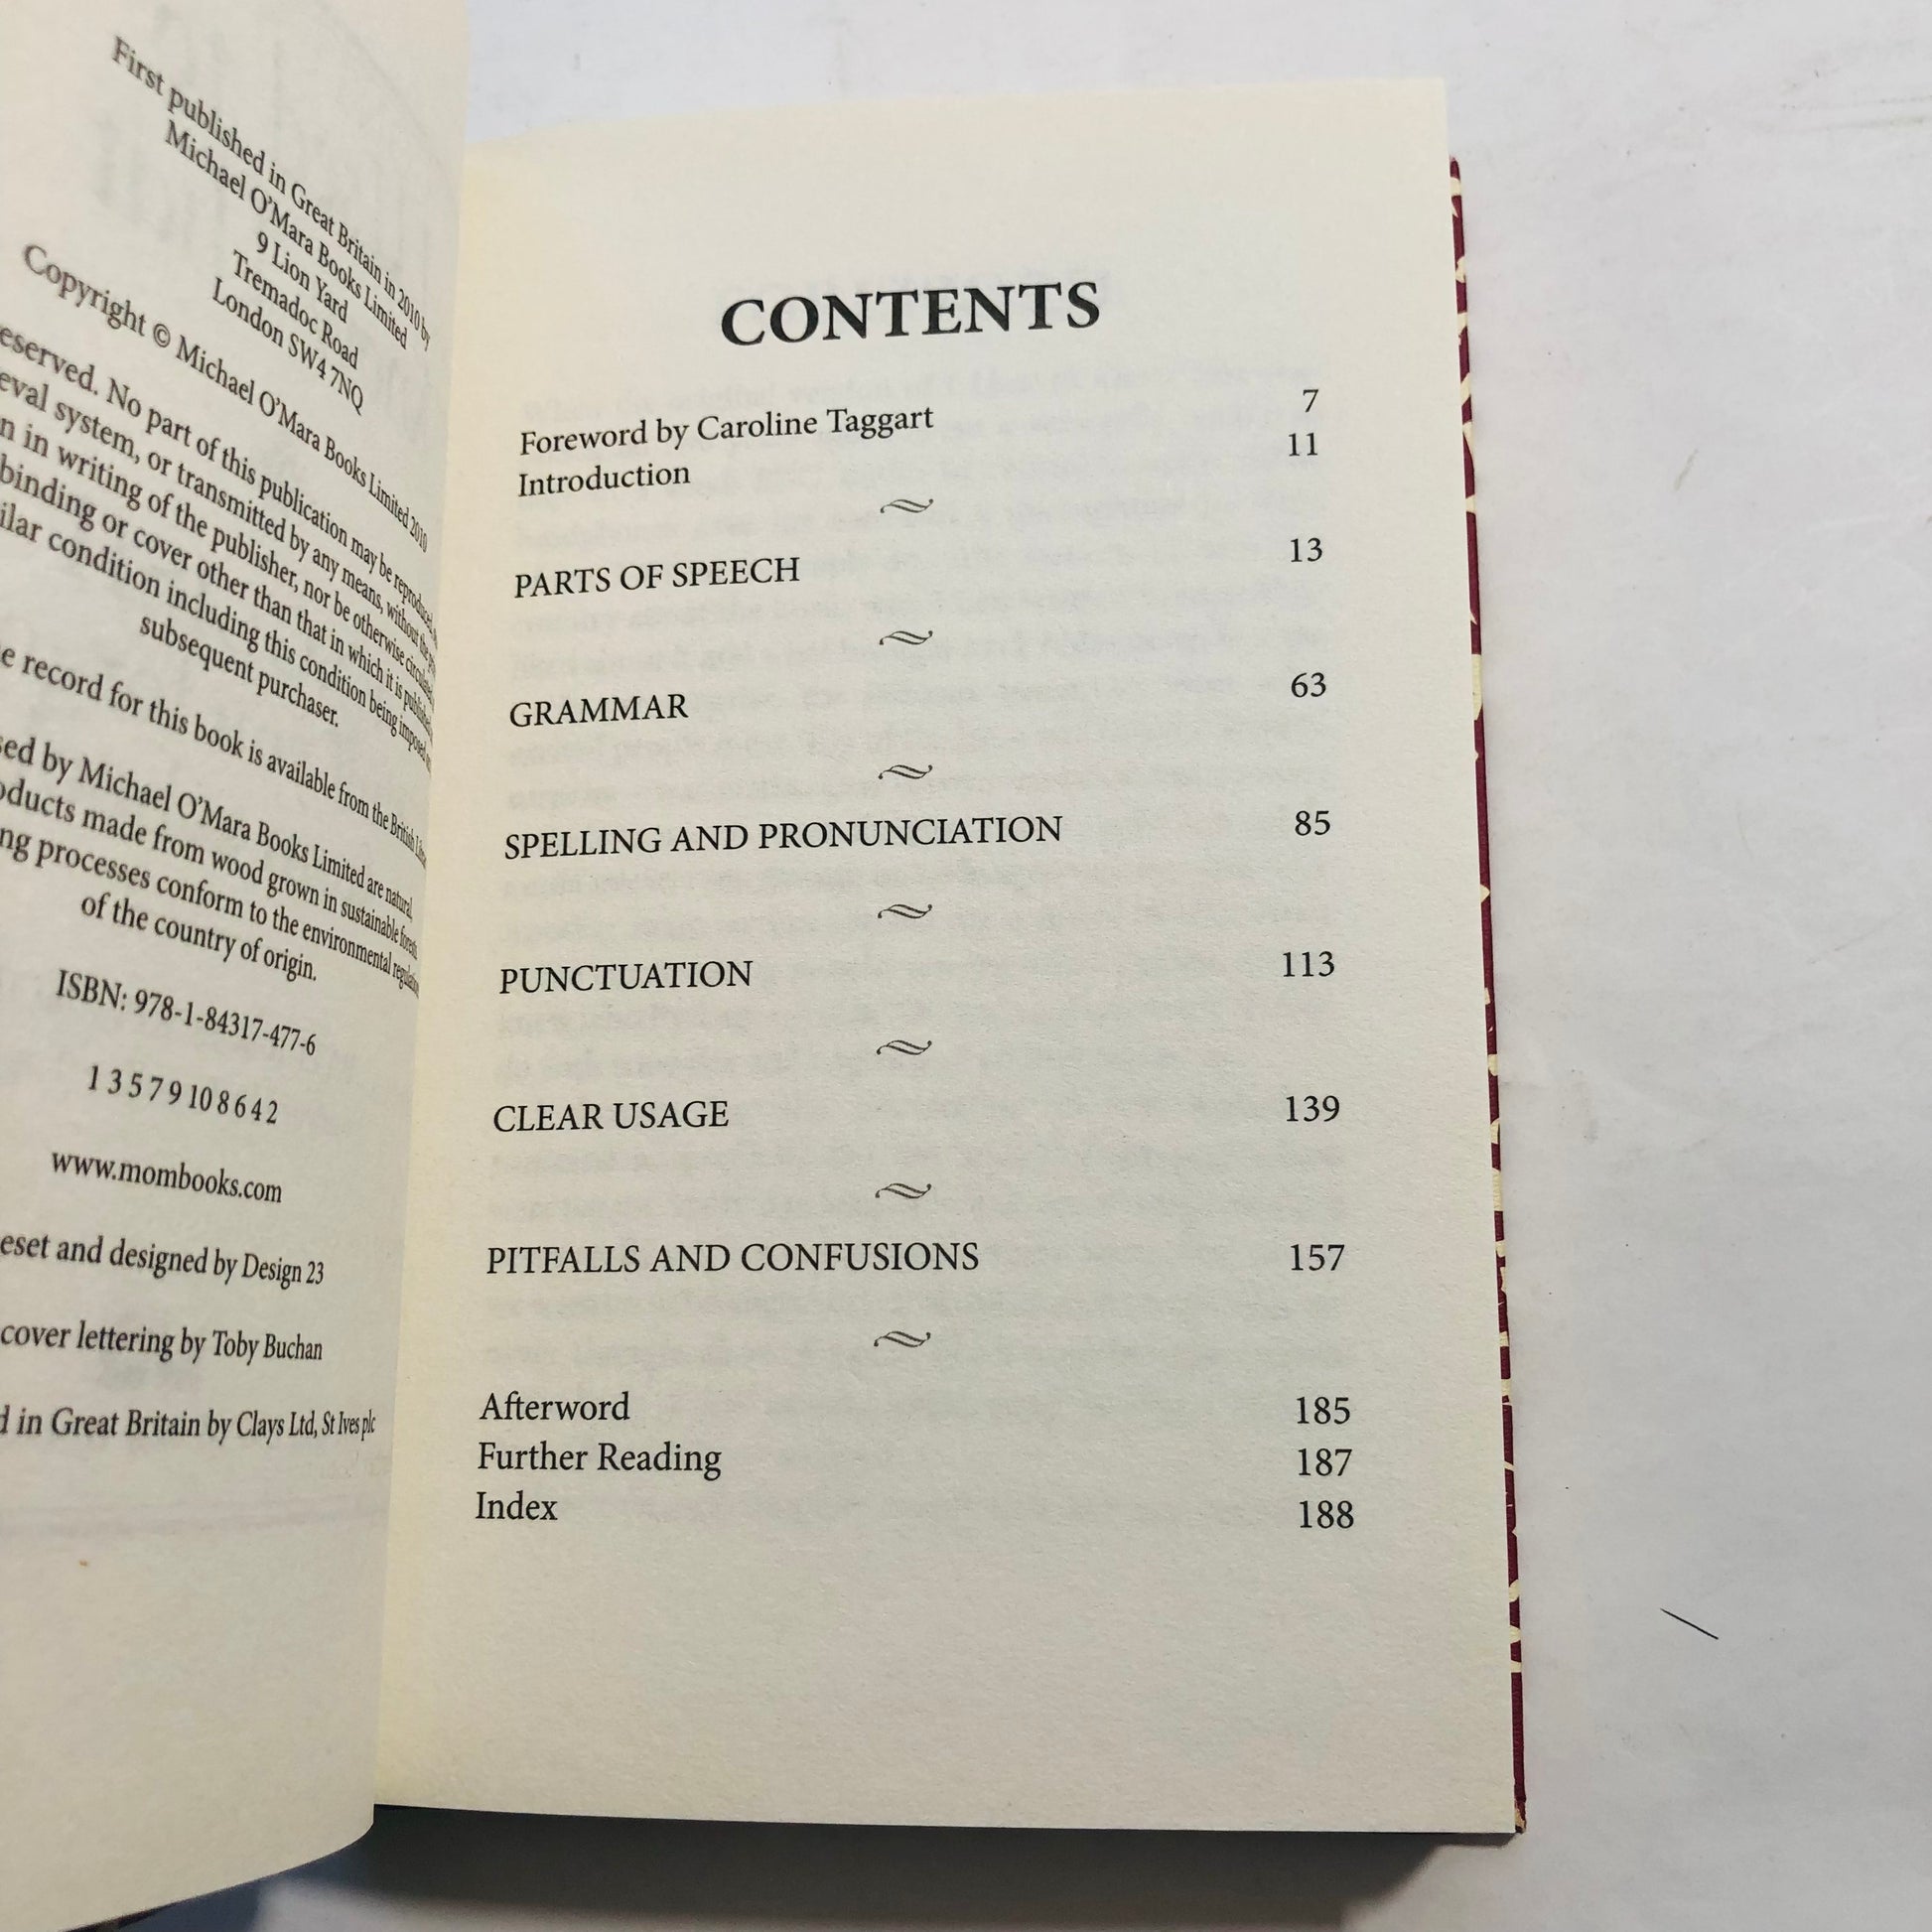 First published in Great Britain in 2010 by
Michael O'Mara Books Limited
9 Lion Yard
Tremadoc Road
London SW4 7NQ
Copyright © Michael O'Mara Books Limited 2010
No part of this publication may be reproduced,
system, or transmitted by any means, without the
in writing of the publisher, nor be otherwise circulated
binding or cover other than that in which it is published
condition including this condition being imposed
subsequent purchaser.
record for this book is available from the British
by Michael O'Mara Books Limited are natural,
made from wood grown in sustainable forests.
processes conform to the environmental
of the country of origin.
ISBN: 978-1-84317-477-6
1 3 5 7 9 10 8 6 4 2
www.mombooks.com
and designed by Design 23
cover lettering by Toby Buchan
in Great Britain by Clays Ltd, St Ives plc
CONTENTS
Foreword by Caroline Taggart 7
Introduction 11
PARTS OF SPEECH 13
GRAMMAR 63
SPELLING AND PRONUNCIATION 85
PUNCTUATION 113
CLEAR USAGE 139
PITFALLS AND CONFUSIONS 157
Afterword 185
Further Reading 187
Index 188